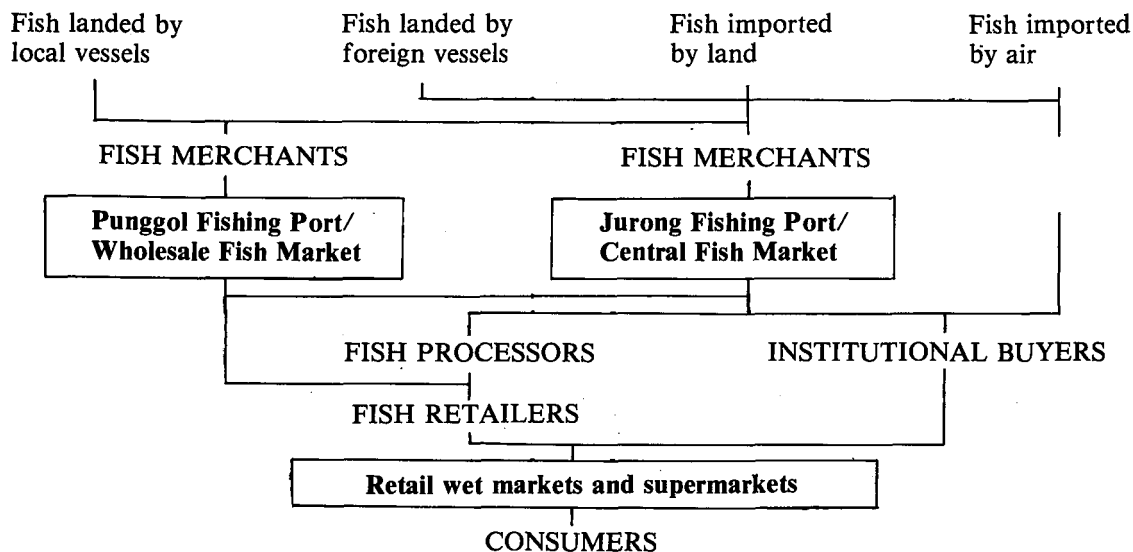 Fish landed by
local vessels
Fish landed by
foreign vessels
Fish imported
by land
Fish imported
by air
FISH MERCHANTS
FISH MERCHANTS
Punggol Fishing Port/
Wholesale Fish Market
Jurong Fishing Port/
Central Fish Market
FISH PROCESSORS
INSTITUTIONAL BUYERS
FISH RETAILERS
Retail wet markets and supermarkets
CONSUMERS